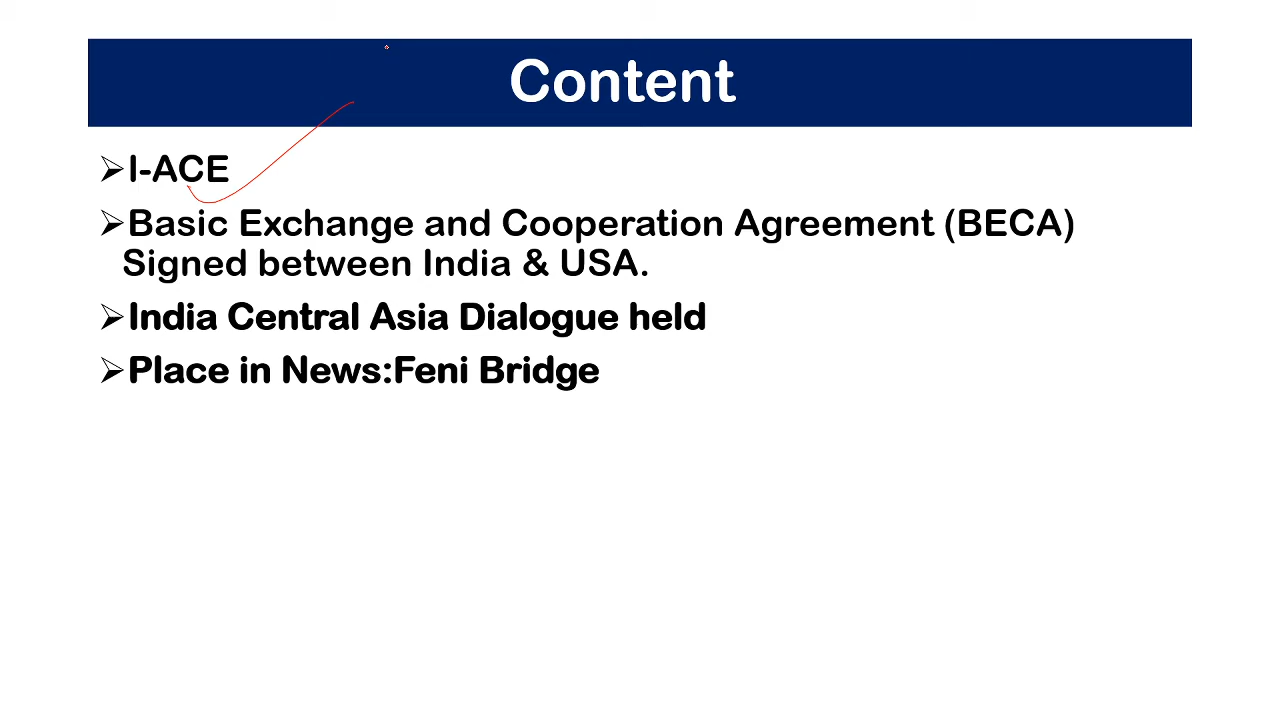 Content
➢I-ACE
➢Basic Exchange and Cooperation Agreement (BECA)
Signed between India & USA.
➢India Central Asia Dialogue held
➢Place in News:Feni Bridge